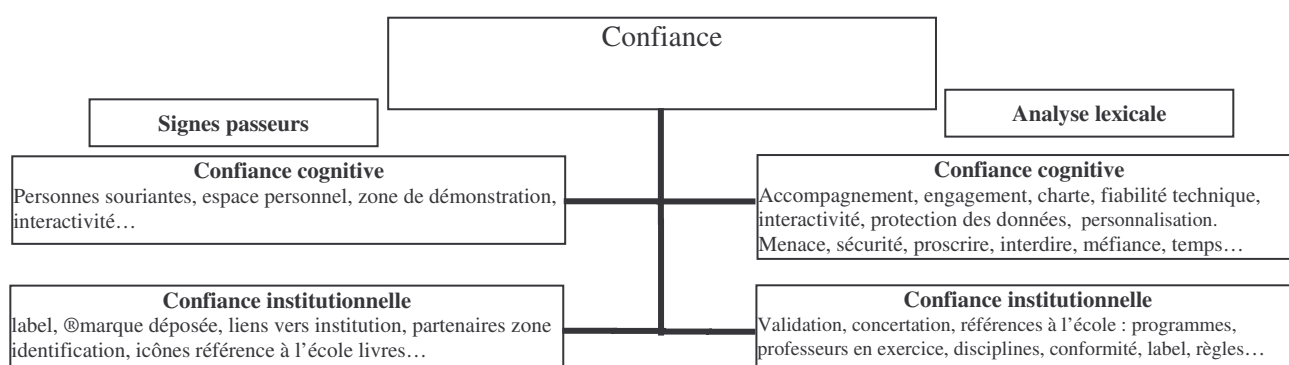 Confiance
Signes passeurs
Analyse lexicale
Confiance cognitive
Personnes souriantes, espace personnel, zone de démonstration,
interactivité…
Confiance cognitive
Accompagnement, engagement, charte, fiabilité technique,
interactivité, protection des données, personnalisation.
Menace, sécurité, proscrire, interdire, méfiance, temps…
Confiance institutionnelle
label, ®marque déposée, liens vers institution, partenaires zone
identification, icônes référence à l’école livres…
Confiance institutionnelle
Validation, concertation, références à l’école : programmes,
professeurs en exercice, disciplines, conformité, label, règles…